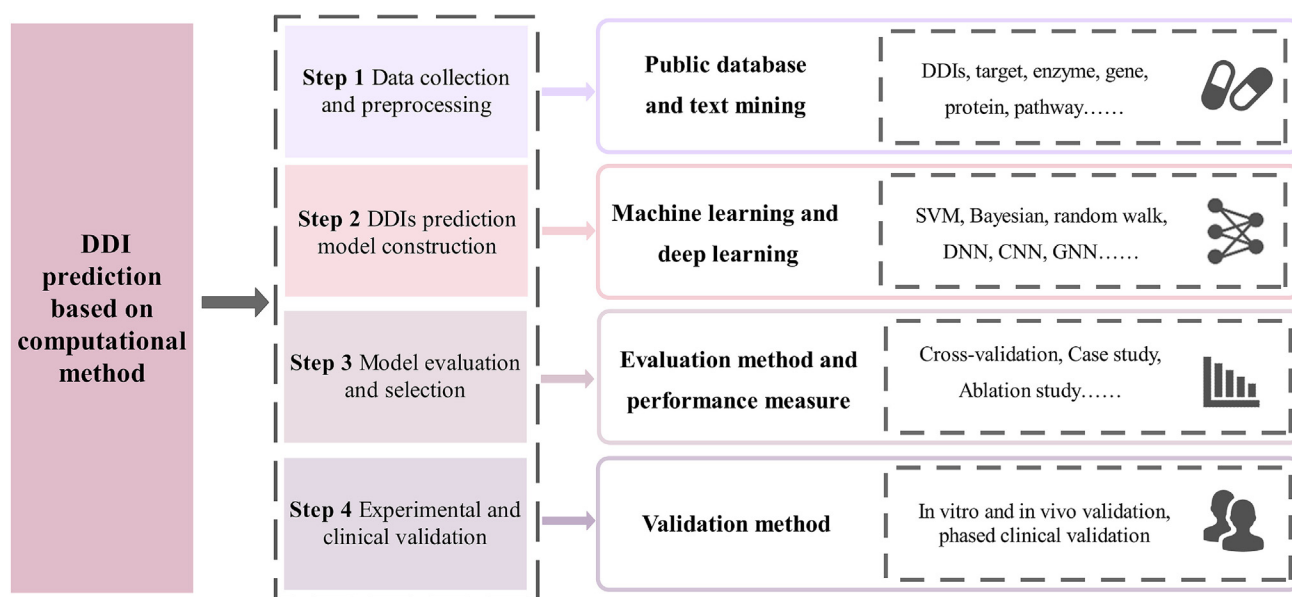 DDI
prediction
based on
computational
method
Step 1 Data collection
and preprocessing
Public database
and text mining
DDIs, target, enzyme, gene,
protein, pathway……
Step 2 DDIs prediction
model construction
Machine learning and
deep learning
SVM, Bayesian, random walk,
DNN, CNN, GNN……
Step 3 Model evaluation
and selection
Evaluation method and
performance measure
Cross-validation, Case study,
Ablation study……
Step 4 Experimental and
clinical validation
Validation method
In vitro and in vivo validation,
phased clinical validation